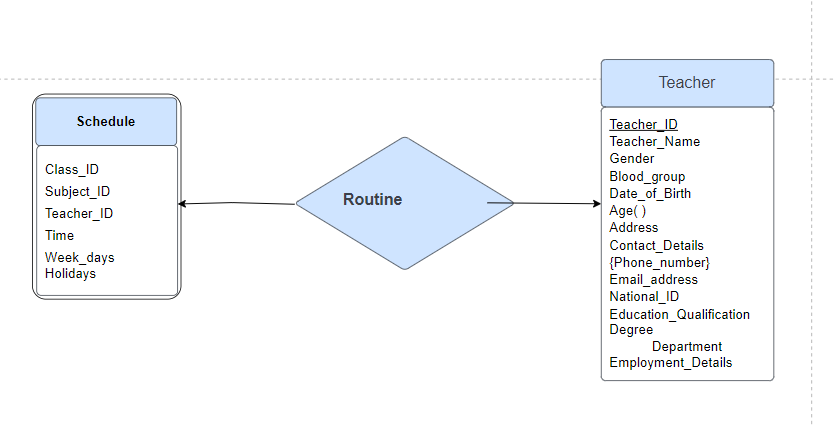 Schedule
Class_ID
Subject_ID
Teacher_ID
Time
Week_days
Holidays
Routine
Teacher
Teacher_ID
Teacher_Name
Gender
Blood_group
Date_of_Birth
Age( )
Address
Contact_Details
{Phone_number}
Email_address
National_ID
Education_Qualification
Degree
Department
Employment_Details